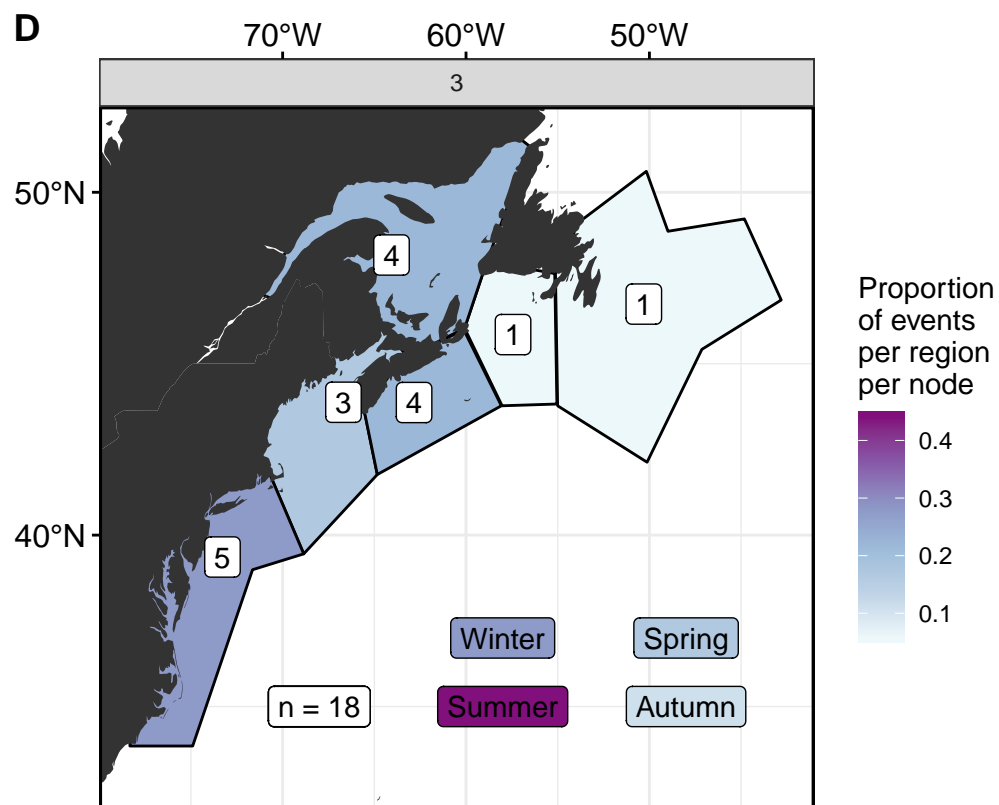 D
70°W 60°W 50°W
3
50°N
4
1
1
Proportion
of events
per region
per node
3
4
0.4
0.3
40°N
5
0.2
0.1
Winter
Spring
n = 18
Summer
Autumn